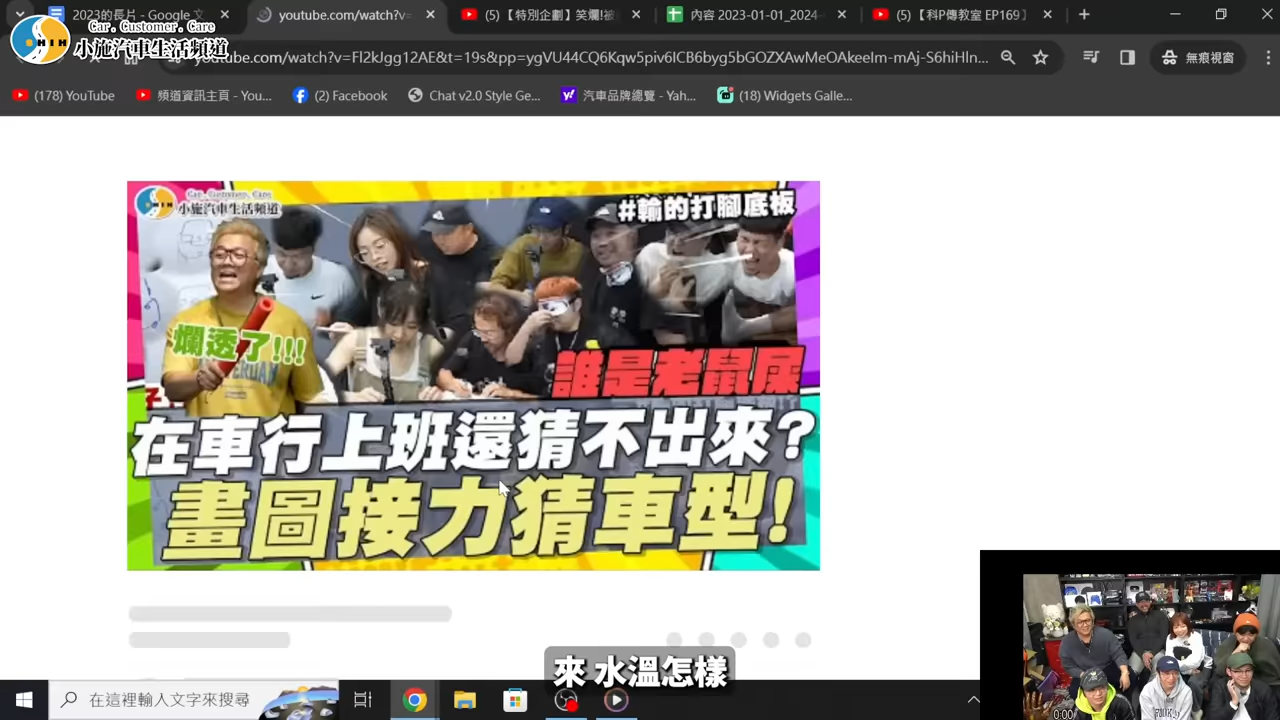 2023的長片 - Google 文
youtube.com/watch?v=
(5)【特別企劃】笑爛!被
內容 2023-01-01_2024
(7)【科傳教室 EP169】
Car. Customer. Care
SHIH
小施汽車生活頻道
youtube.com/watch?v=Fl2kJgg12AE&t=19s&pp=ygVU44CQ6Kqw5piv6ICB6byg5bGOZXAwMeOAkeeIm-mAj-S6hiHln...
無痕視窗
(178) YouTube
頻道資訊主頁 - You...
(2) Facebook
Chat v2.0 Style Ge...
汽車品牌總覽 - Yah...
(18) Widgets Galle...
Car. Customer. Care
SHIH
小施汽車生活頻道
#輸的打腳底板
爛透了!!!
誰是老鼠屎
在車行上班還猜不出來?
畫圖接力猜車型!
來 水溫怎樣
在這裡輸入文字來搜尋
0:00